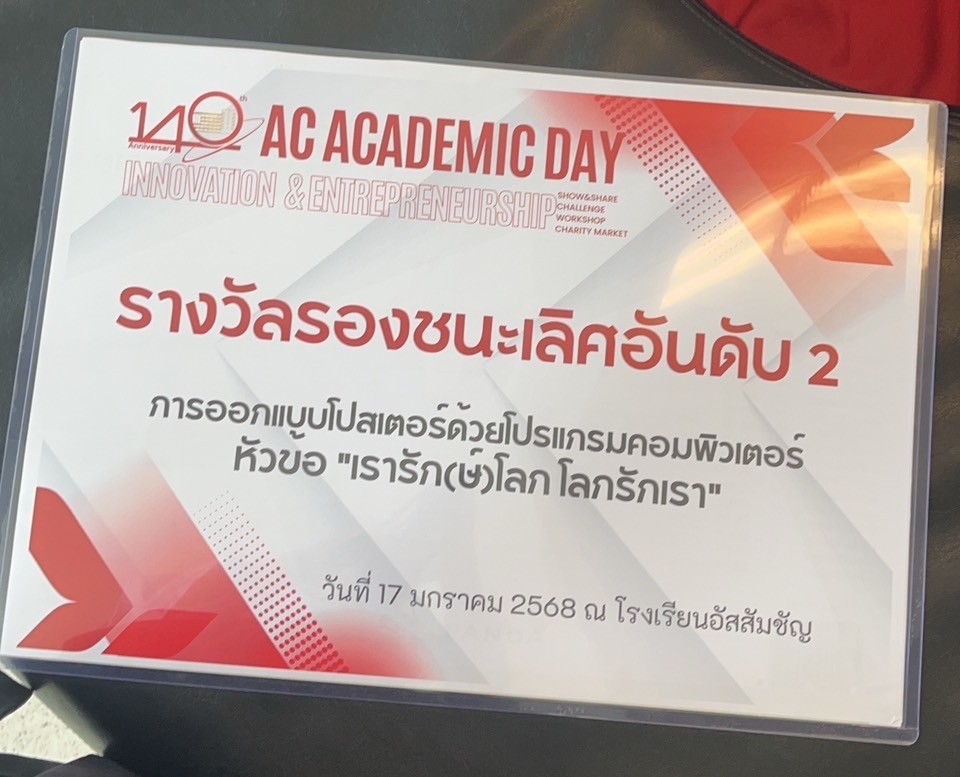 140th
Anniversary
AC ACADEMIC DAY
INNOVATION & ENTREPRENEURSHIP
SHOW&SHARE
CHALLENGE
WORKSHOP
CHARITY MARKET
รางวัลรองชนะเลิศอันดับ 2
การออกแบบโปสเตอร์ด้วยโปรแกรมคอมพิวเตอร์
หัวข้อ "เรารัก(ษ์)โลก โลกรักเรา"
วันที่ 17 มกราคม 2568 ณ โรงเรียนอัสสัมชัญ